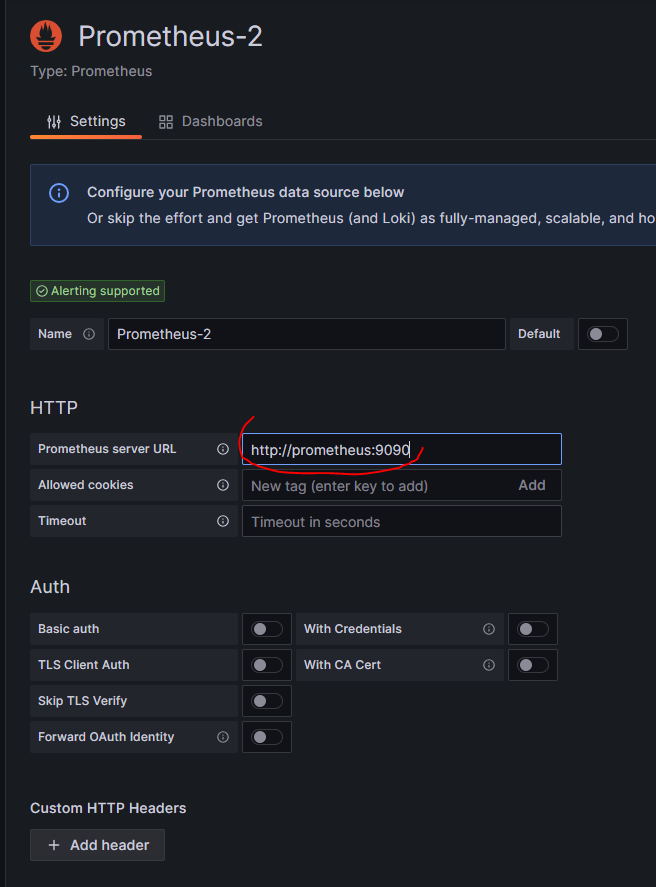 Prometheus-2
Type: Prometheus
Settings Dashboards
Configure your Prometheus data source below
Or skip the effort and get Prometheus (and Loki) as fully-managed, scalable, and ho
Alerting supported
Name Prometheus-2 Default
HTTP
Prometheus server URL http://prometheus:9090
Allowed cookies New tag (enter key to add) Add
Timeout Timeout in seconds
Auth
Basic auth With Credentials
TLS Client Auth With CA Cert
Skip TLS Verify
Forward OAuth Identity
Custom HTTP Headers
+ Add header